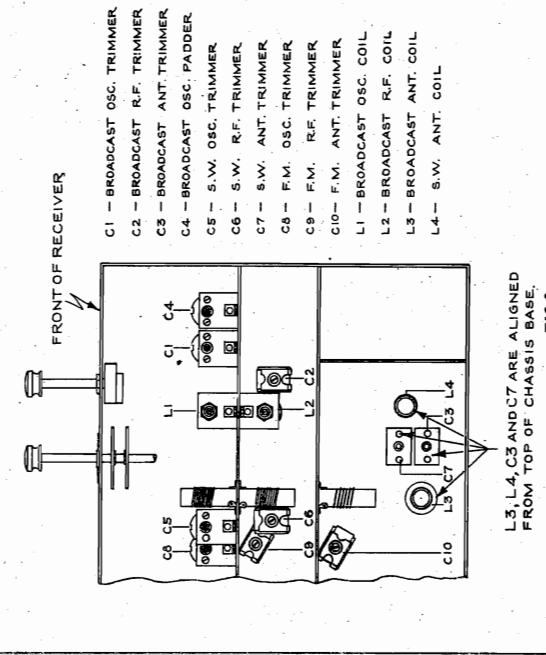 FRONT OF RECEIVER
C1 — BROADCAST OSC. TRIMMER
C2 — BROADCAST R.F. TRIMMER
C3 — BROADCAST ANT. TRIMMER
C4 — BROADCAST OSC. PADDER
C5 — S.W. OSC. TRIMMER
C6 — S.W. R.F. TRIMMER
C7 — S.W. ANT. TRIMMER
C8 — F.M. OSC. TRIMMER
C9 — F.M. R.F. TRIMMER
C10 — F.M. ANT. TRIMMER
L1 — BROADCAST OSC. COIL
L2 — BROADCAST R.F. COIL
L3 — BROADCAST ANT. COIL
L4 — S.W. ANT. COIL
C8
C5
L1
C1
C4
C9
C6
L2
C2
C10
L3
C7
C3
L4
L3, L4, C3 AND C7 ARE ALIGNED
FROM TOP OF CHASSIS BASE.